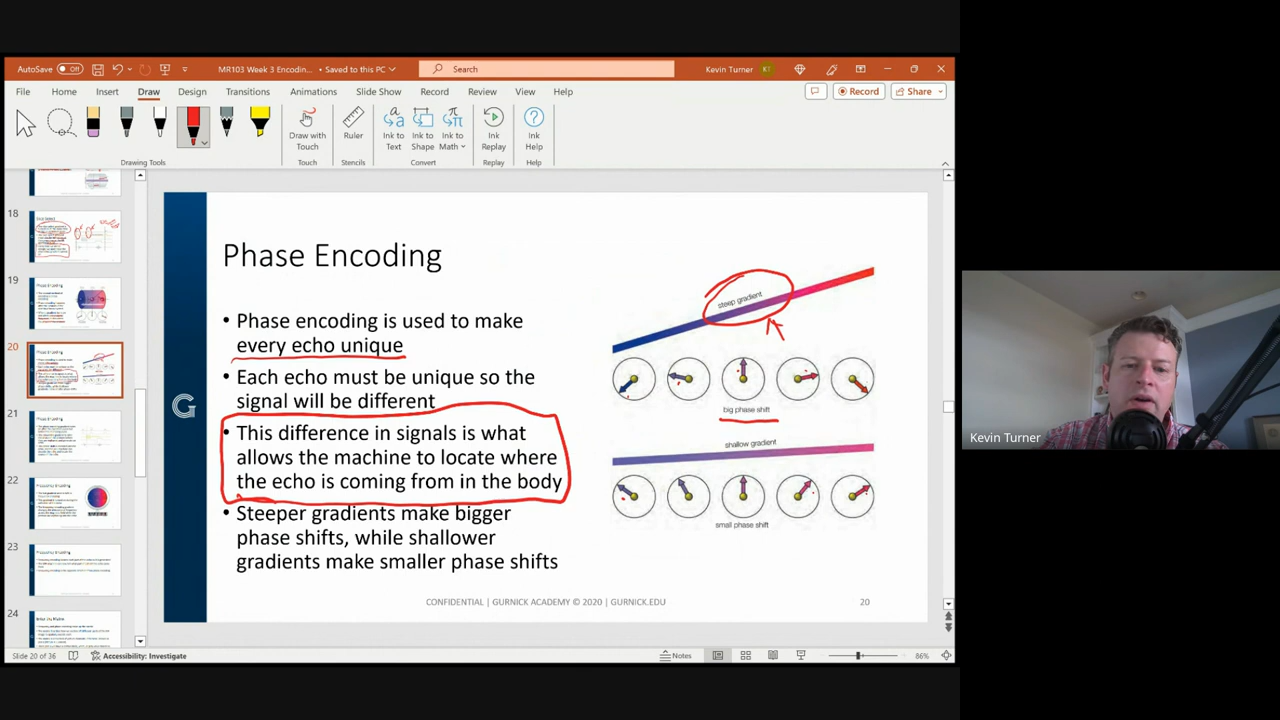 AutoSave Off MR103 Week 3 Encodin... • Saved to this PC Search Kevin Turner KT
File Home Insert Draw Design Transitions Animations Slide Show Record Review View Help Record Share
Draw with Touch
Ruler
Ink to Text
Ink to Shape
Ink to Math
Ink Replay
Ink Help
Drawing Tools Touch Stencils Convert Replay Help
18
19
20
21
22
23
24
Phase Encoding
• Phase encoding is used to make
every echo unique
• Each echo must be unique so the
signal will be different
• This difference in signals is what
allows the machine to locate where
the echo is coming from in the body
• Steeper gradients make bigger
phase shifts, while shallower
gradients make smaller phase shifts
steep gradient
big phase shift
shallow gradient
small phase shift
G
CONFIDENTIAL | GURNICK ACADEMY © 2020 | GURNICK.EDU 20
Kevin Turner
Slide 20 of 36 Accessibility: Investigate Notes 86%